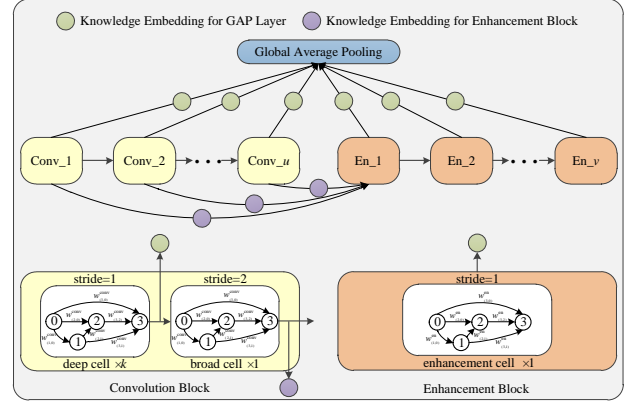 Knowledge Embedding for GAP Layer Knowledge Embedding for Enhancement Block
Global Average Pooling
Conv_1 Conv_2 ··· Conv_u En_1 En_2 ··· En_v
stride=1 stride=2 stride=1
0 1 2 3 0 1 2 3 0 1 2 3
deep cell ×k broad cell ×1 enhancement cell ×1
Convolution Block Enhancement Block